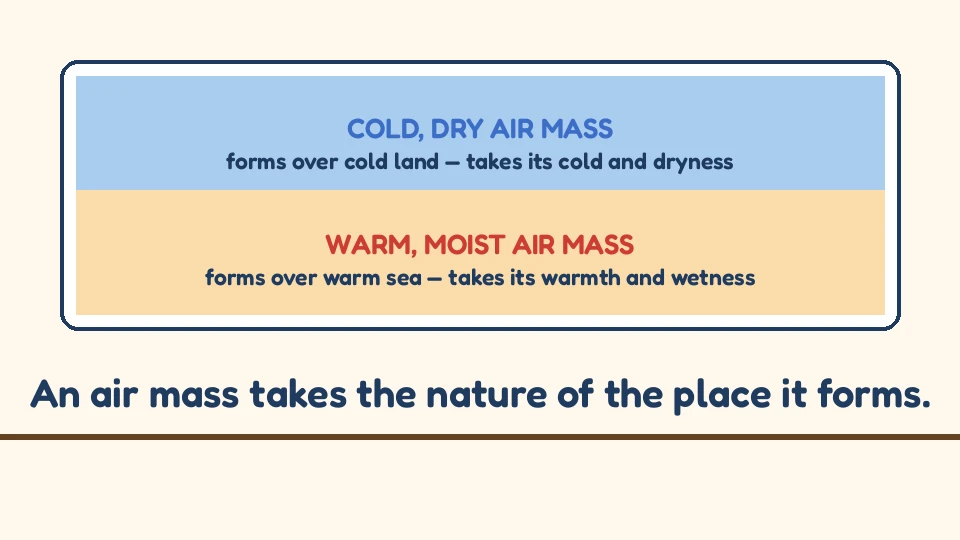 COLD, DRY AIR MASS
forms over cold land — takes its cold and dryness
WARM, MOIST AIR MASS
forms over warm sea — takes its warmth and wetness
An air mass takes the nature of the place it forms.